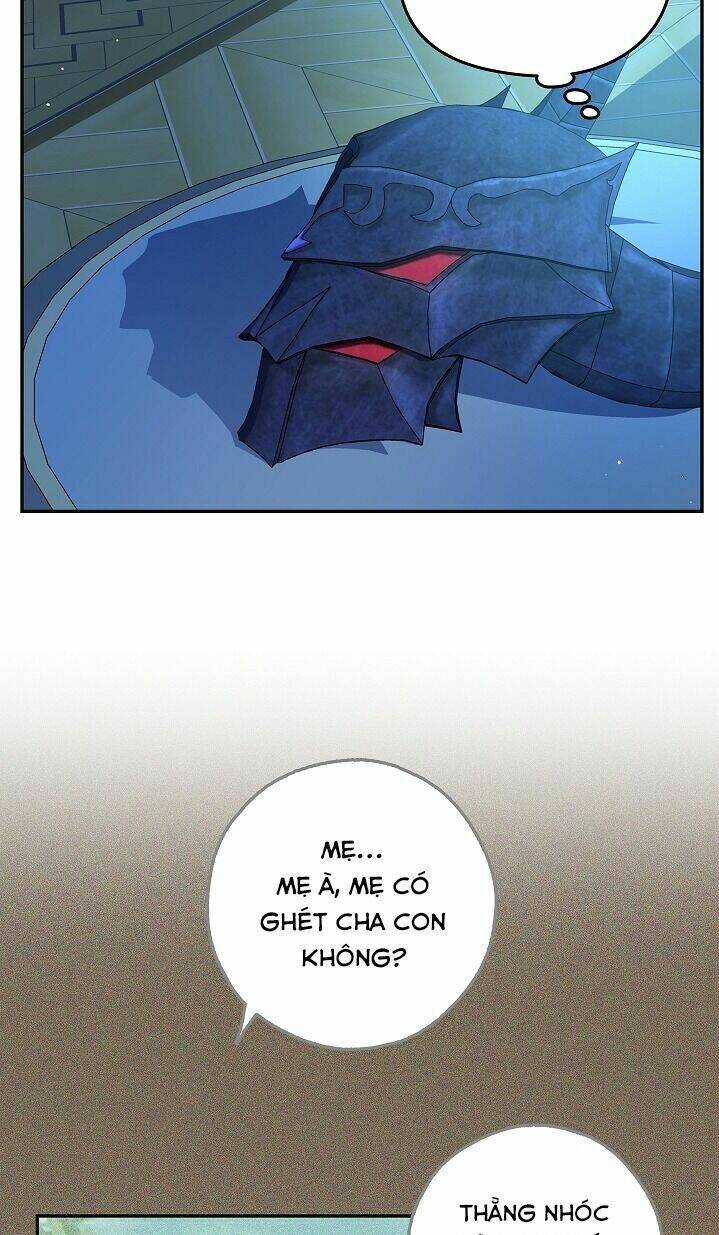 MẸ...
MẸ À, MẸ CÓ
GHÉT CHA CON
KHÔNG?
THẰNG NHÓC